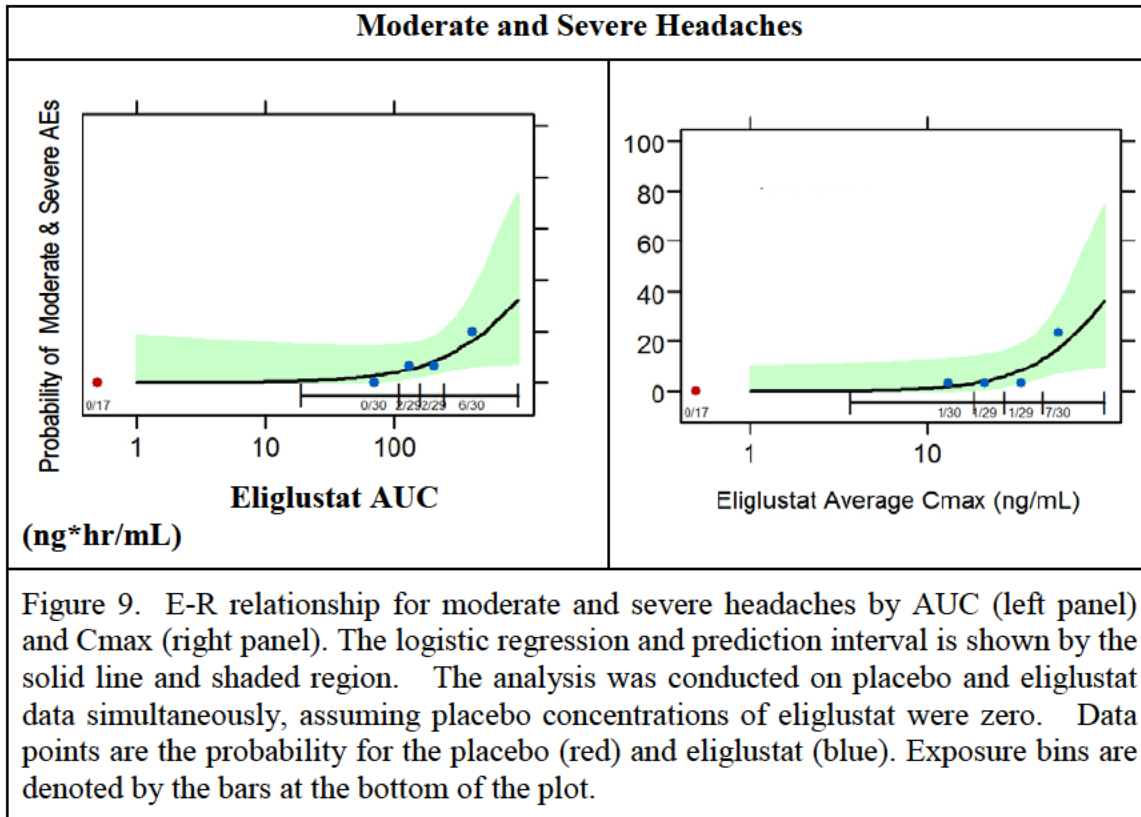 Moderate and Severe Headaches
Probability of Moderate & Severe AEs
1 10 100
0/17 0/30 2/29 2/29 6/30
1 10 100
Eliglustat AUC
(ng*hr/mL)
1 10
100
80
60
40
20
0
0/17 1/30 1/29 1/29 7/30
1 10
Eliglustat Average Cmax (ng/mL)
Figure 9. E-R relationship for moderate and severe headaches by AUC (left panel)
and Cmax (right panel). The logistic regression and prediction interval is shown by the
solid line and shaded region. The analysis was conducted on placebo and eliglustat
data simultaneously, assuming placebo concentrations of eliglustat were zero. Data
points are the probability for the placebo (red) and eliglustat (blue). Exposure bins are
denoted by the bars at the bottom of the plot.